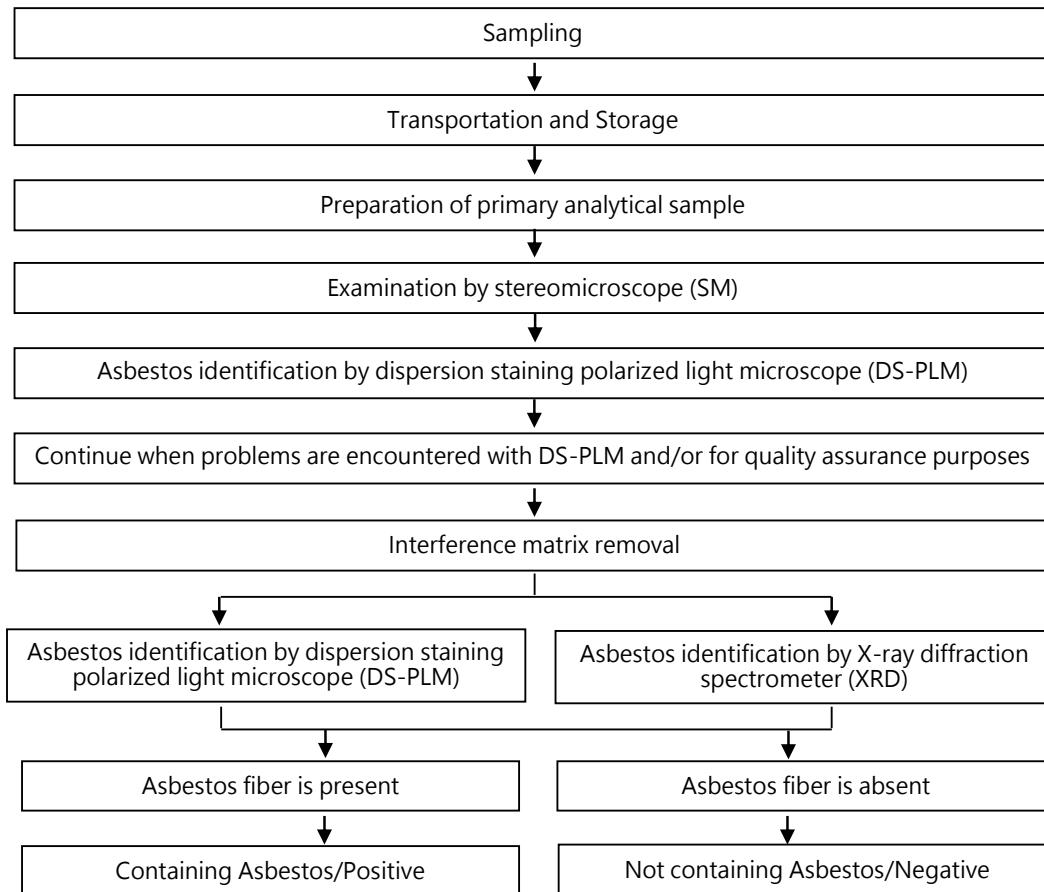 Sampling
Transportation and Storage
Preparation of primary analytical sample
Examination by stereomicroscope (SM)
Asbestos identification by dispersion staining polarized light microscope (DS-PLM)
Continue when problems are encountered with DS-PLM and/or for quality assurance purposes
Interference matrix removal
Asbestos identification by dispersion staining
polarized light microscope (DS-PLM)
Asbestos identification by X-ray diffraction
spectrometer (XRD)
Asbestos fiber is present
Asbestos fiber is absent
Containing Asbestos/Positive
Not containing Asbestos/Negative